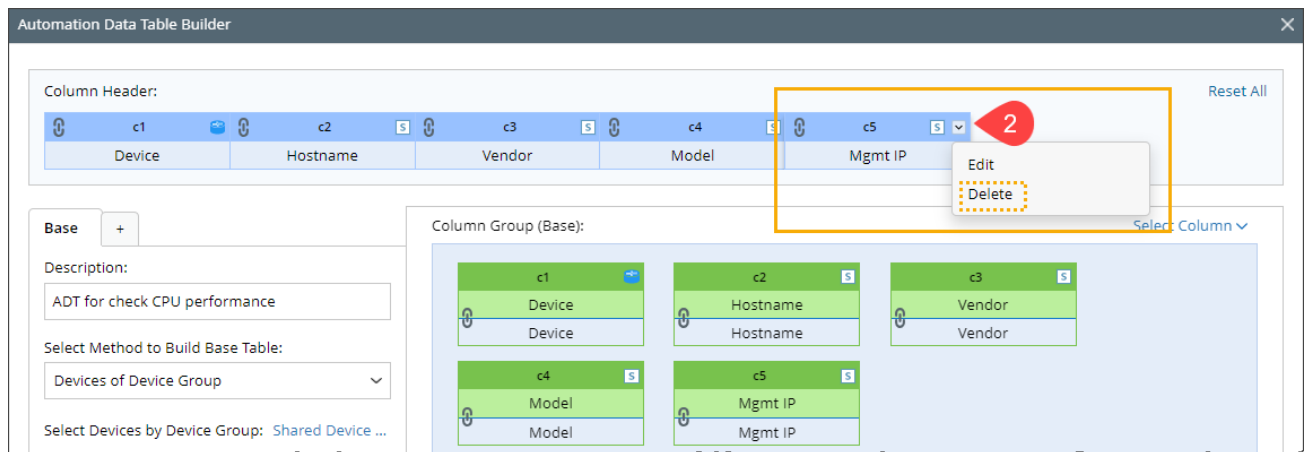 Automation Data Table Builder
Column Header:
Reset All
c1 c2 S c3 S c4 S c5 S 2
Device Hostname Vendor Model Mgmt IP
Edit
Delete
Base +
Column Group (Base):
Select Column
Description:
ADT for check CPU performance
Select Method to Build Base Table:
Devices of Device Group
Select Devices by Device Group: Shared Device ...
c1 c2 S c3 S
Device Hostname Vendor
Device Hostname Vendor
c4 S c5 S
Model Mgmt IP
Model Mgmt IP